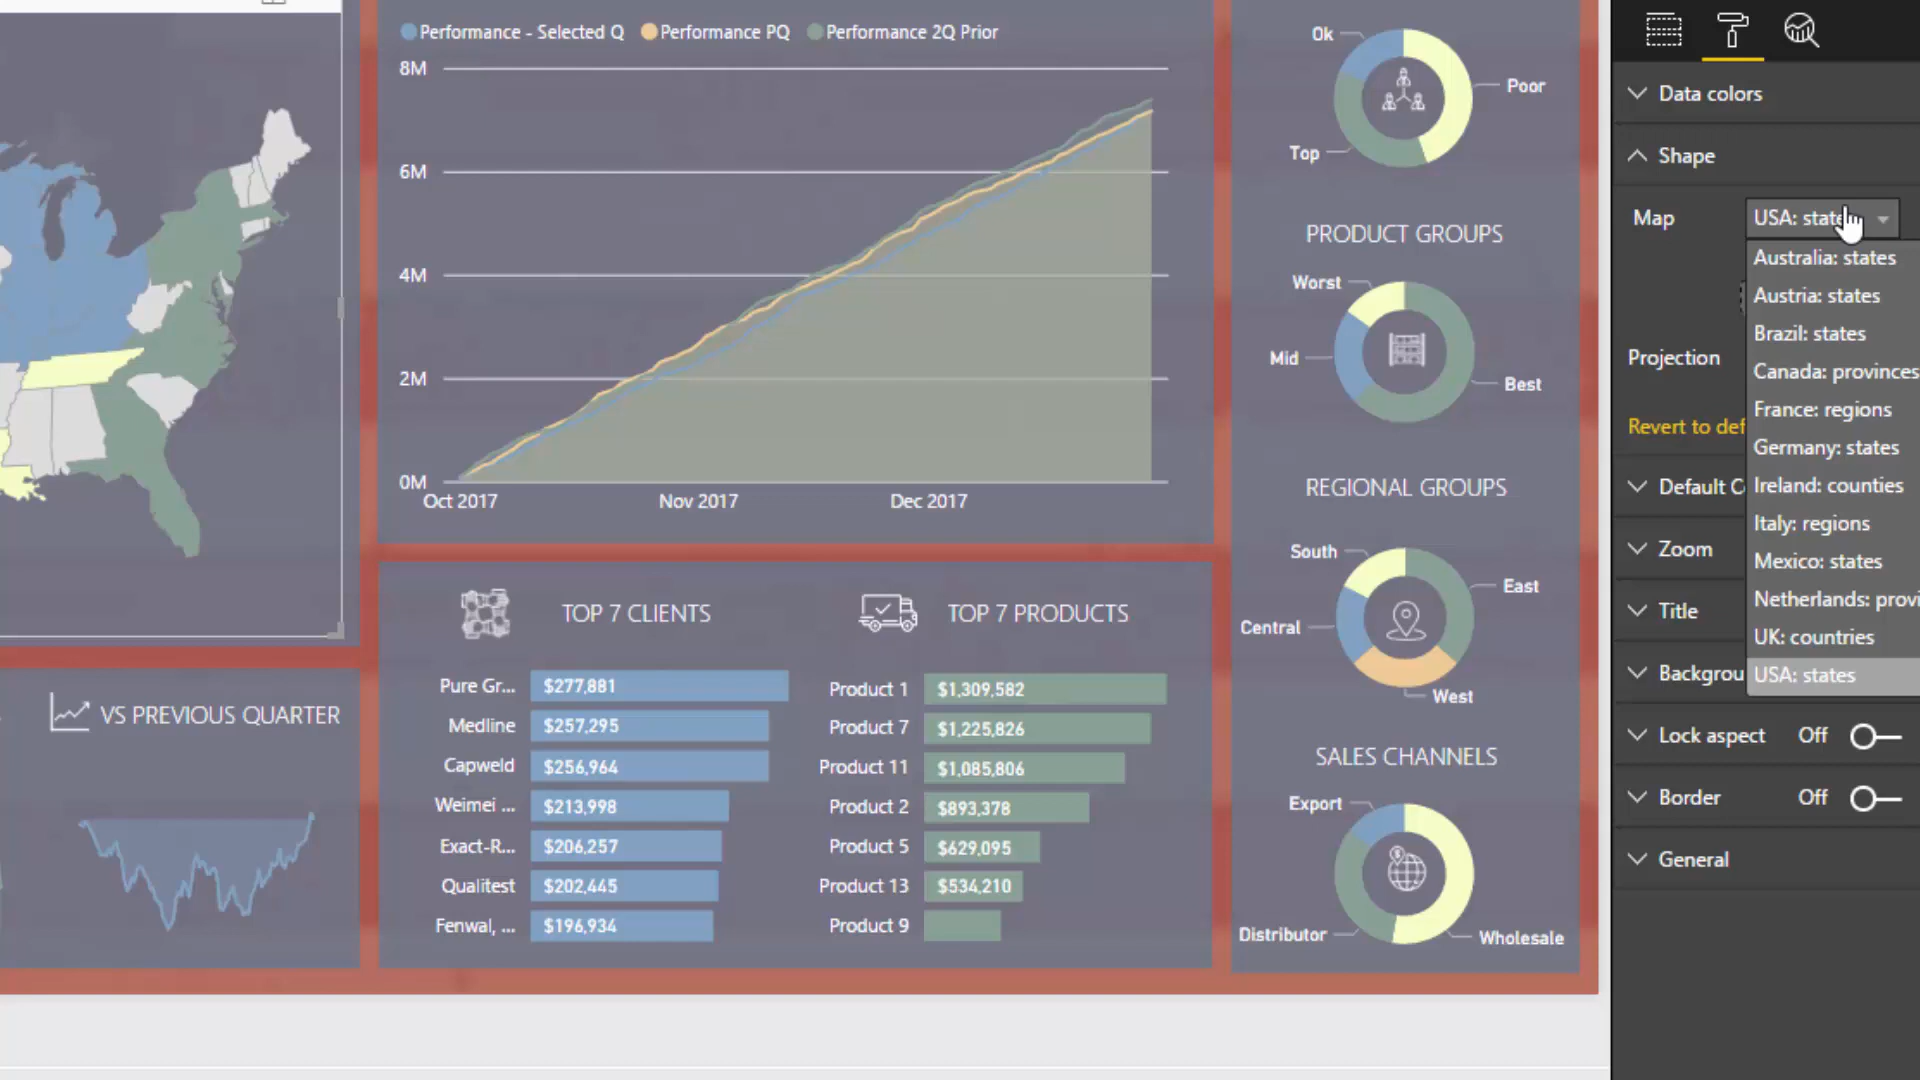 Performance - Selected Q
Performance PQ
Performance 2Q Prior
8M
6M
4M
2M
0M
Oct 2017
Nov 2017
Dec 2017
VS PREVIOUS QUARTER
TOP 7 CLIENTS
Pure Gr... $277,881
Medline $257,295
Capweld $256,964
Weimei ... $213,998
Exact-R... $206,257
Qualitest $202,445
Fenwal, ... $196,934
TOP 7 PRODUCTS
Product 1 $1,309,582
Product 7 $1,225,826
Product 11 $1,085,806
Product 2 $893,378
Product 5 $629,095
Product 13 $534,210
Product 9
Ok
Poor
Top
PRODUCT GROUPS
Worst
Mid
Best
REGIONAL GROUPS
South
East
Central
West
SALES CHANNELS
Export
Distributor
Wholesale
Data colors
Shape
Map
USA: state
Australia: states
Austria: states
Brazil: states
Canada: provinces
France: regions
Germany: states
Ireland: counties
Italy: regions
Mexico: states
Netherlands: provi
UK: countries
USA: states
Projection
Revert to def
Default C
Zoom
Title
Backgrou
Lock aspect Off
Border Off
General